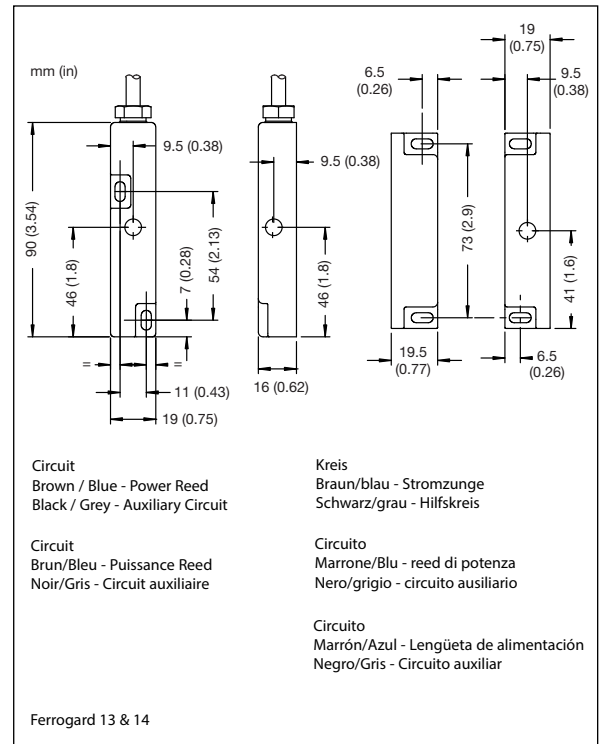 mm (in)
9.5 (0.38)
90 (3.54)
46 (1.8)
7 (0.28)
54 (2.13)
= =
11 (0.43)
19 (0.75)
9.5 (0.38)
46 (1.8)
16 (0.62)
6.5
(0.26)
73 (2.9)
19.5
(0.77)
19
(0.75)
9.5
(0.38)
41 (1.6)
6.5
(0.26)
Circuit
Brown / Blue - Power Reed
Black / Grey - Auxiliary Circuit
Circuit
Brun/Bleu - Puissance Reed
Noir/Gris - Circuit auxiliaire
Kreis
Braun/blau - Stromzunge
Schwarz/grau - Hilfskreis
Circuito
Marrone/Blu - reed di potenza
Nero/grigio - circuito ausiliario
Circuito
Marrón/Azul - Lengüeta de alimentación
Negro/Gris - Circuito auxiliar
Ferrogard 13 & 14